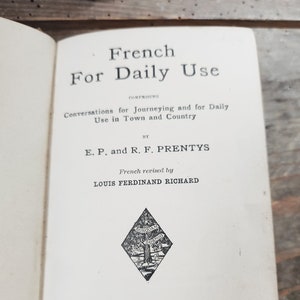 French
For Daily Use
COMPRISING
Conversations for Journeying and for Daily
Use in Town and Country
BY
E. P. and R. F. PRENTYS
French revised by
LOUIS FERDINAND RICHARD